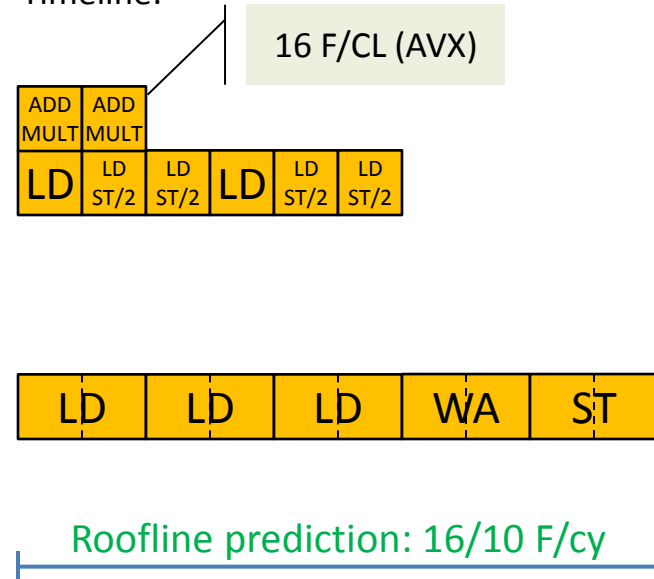 Timeline:
16 F/CL (AVX)
ADD ADD
MULT MULT
LD LD ST/2 LD ST/2 LD LD ST/2 LD ST/2
LD LD LD WA ST
Roofline prediction: 16/10 F/cy